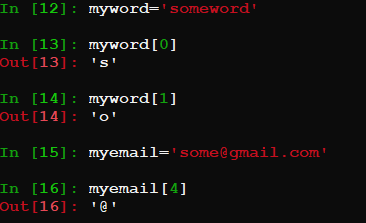 In [12]: myword='someword'
In [13]: myword[0]
Out[13]: 's'
In [14]: myword[1]
Out[14]: 'o'
In [15]: myemail='some@gmail.com'
In [16]: myemail[4]
Out[16]: '@'